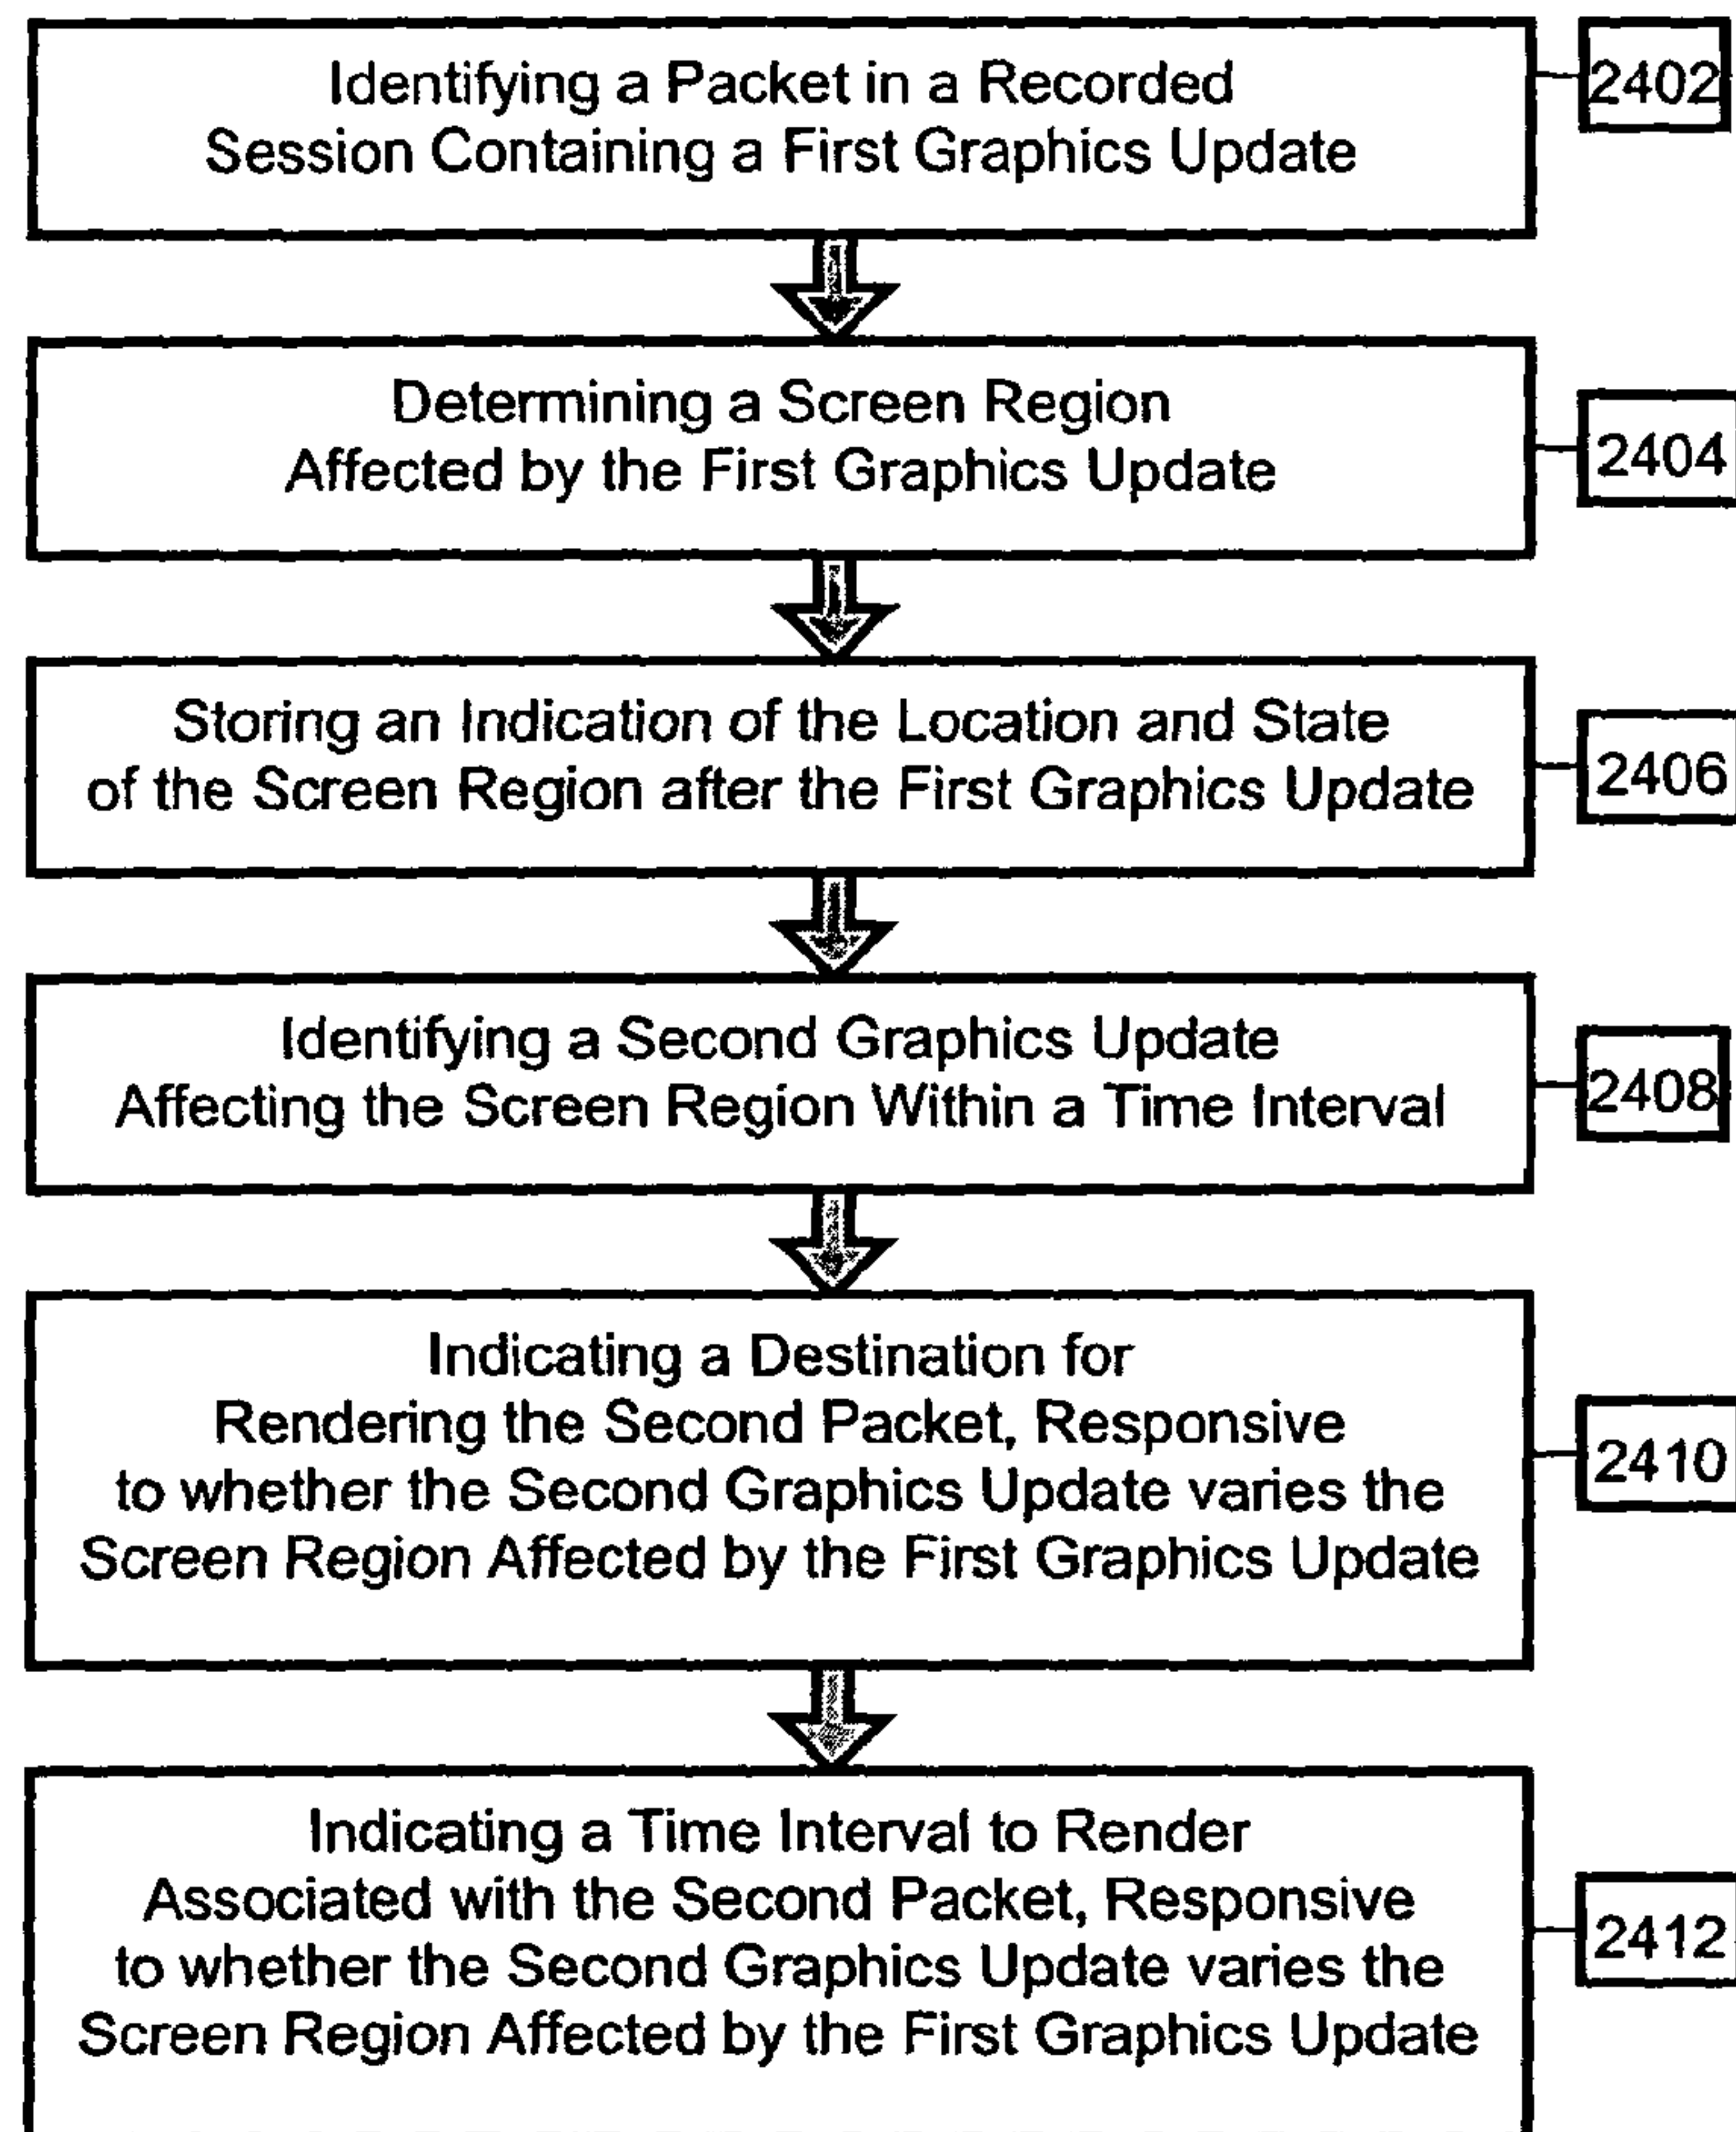 Identifying a Packet in a Recorded
Session Containing a First Graphics Update
2402
Determining a Screen Region
Affected by the First Graphics Update
2404
Storing an Indication of the Location and State
of the Screen Region after the First Graphics Update
2406
Identifying a Second Graphics Update
Affecting the Screen Region Within a Time Interval
2408
Indicating a Destination for
Rendering the Second Packet, Responsive
to whether the Second Graphics Update varies the
Screen Region Affected by the First Graphics Update
2410
Indicating a Time Interval to Render
Associated with the Second Packet, Responsive
to whether the Second Graphics Update varies the
Screen Region Affected by the First Graphics Update
2412